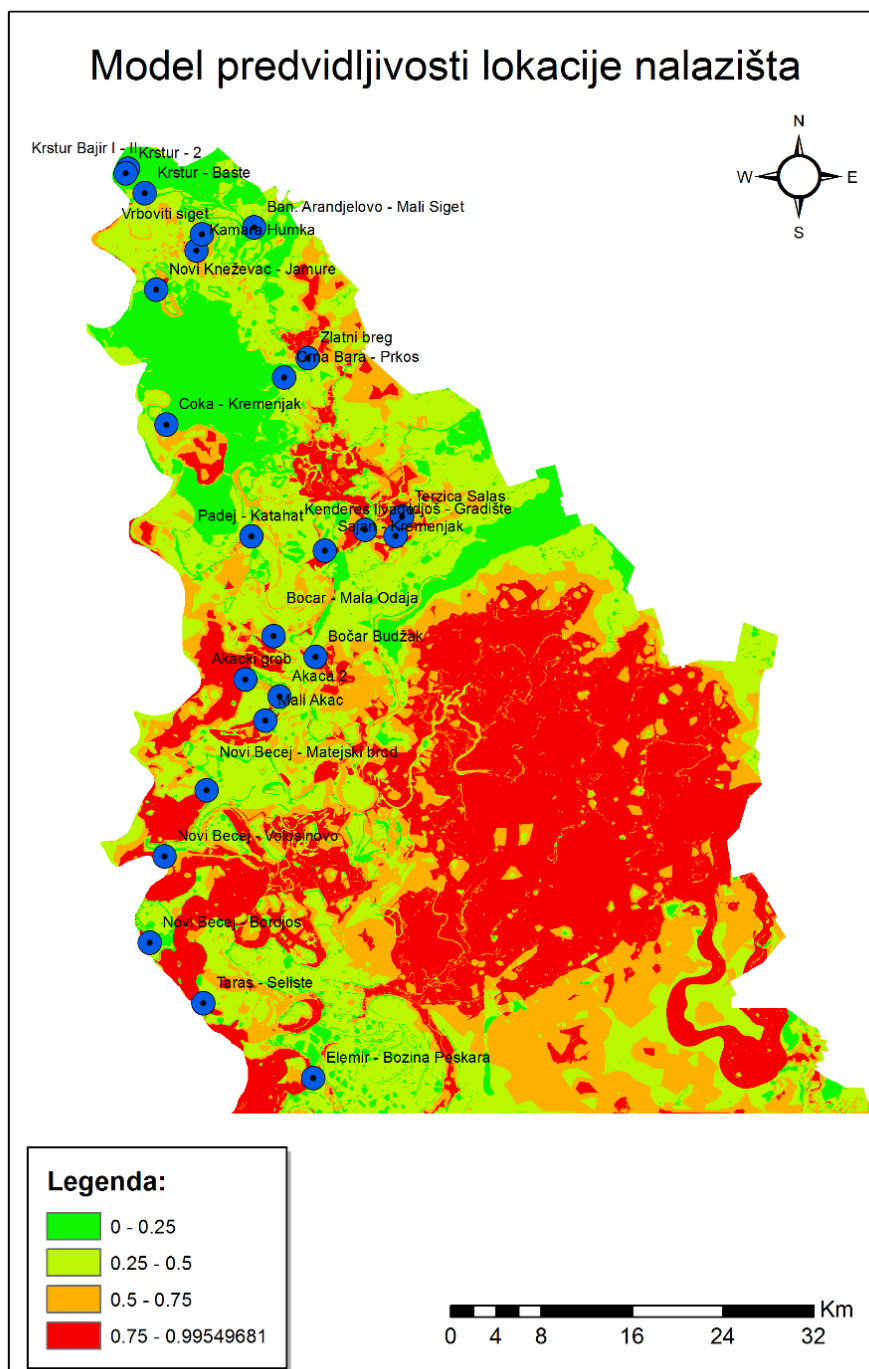 Model predvidljivosti lokacije nalazišta
N
W E
S
Krstur Bajir I - II
Krstur - 2
Krstur - Baste
Vrboviti siget
Ban. Arandjelovo - Mali Siget
Kamara/Humka
Novi Kneževac - Jamure
Zlatni breg
Crna Bara - Prkos
Coka - Kremenjak
Terzica Salas
Padej - Katahat
Kenderes
Idjoš - Gradište
Sajan - Kremenjak
Bocar - Mala Odaja
Bočar Budžak
Akacki grob
Akaca 2
Mali Akac
Novi Becej - Matejski brod
Novi Becej - Volosinovo
Novi Becej - Bordjos
Taras - Seliste
Elemir - Bozina Peskara
Legenda:
0 - 0.25
0.25 - 0.5
0.5 - 0.75
0.75 - 0.99549681
Km
0 4 8 16 24 32